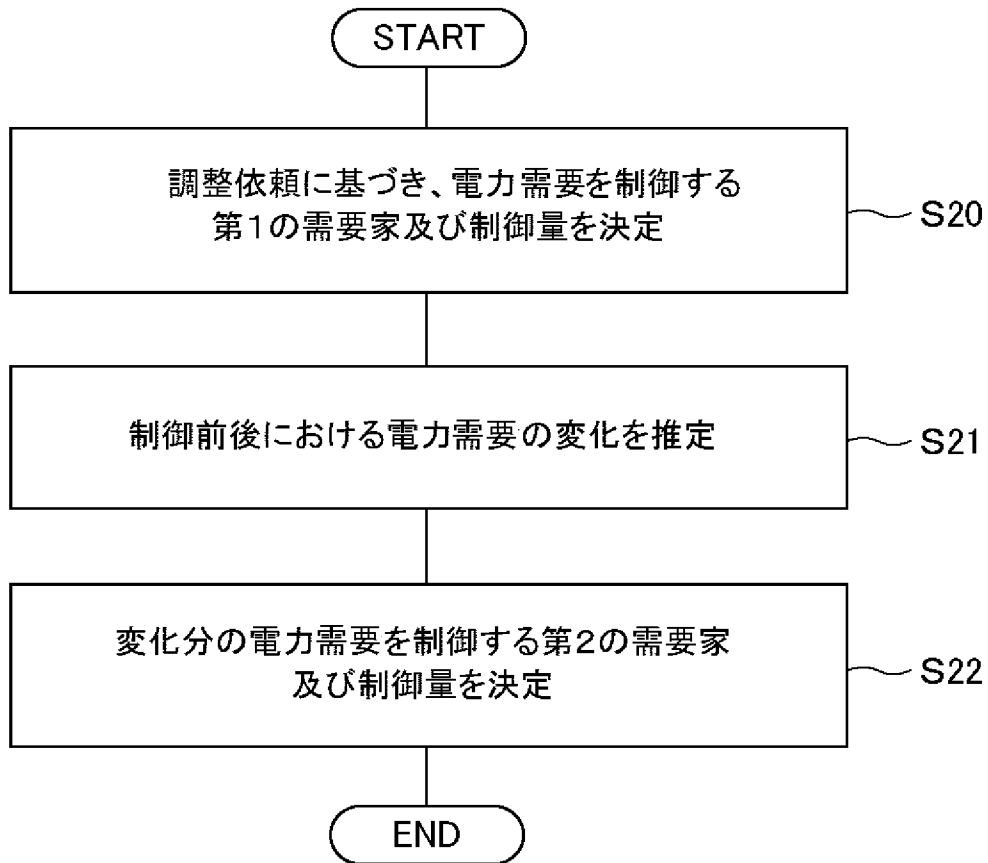 START
調整依頼に基づき、電力需要を制御する
第1の需要家及び制御量を決定
S20
制御前後における電力需要の変化を推定
S21
変化分の電力需要を制御する第2の需要家
及び制御量を決定
S22
END